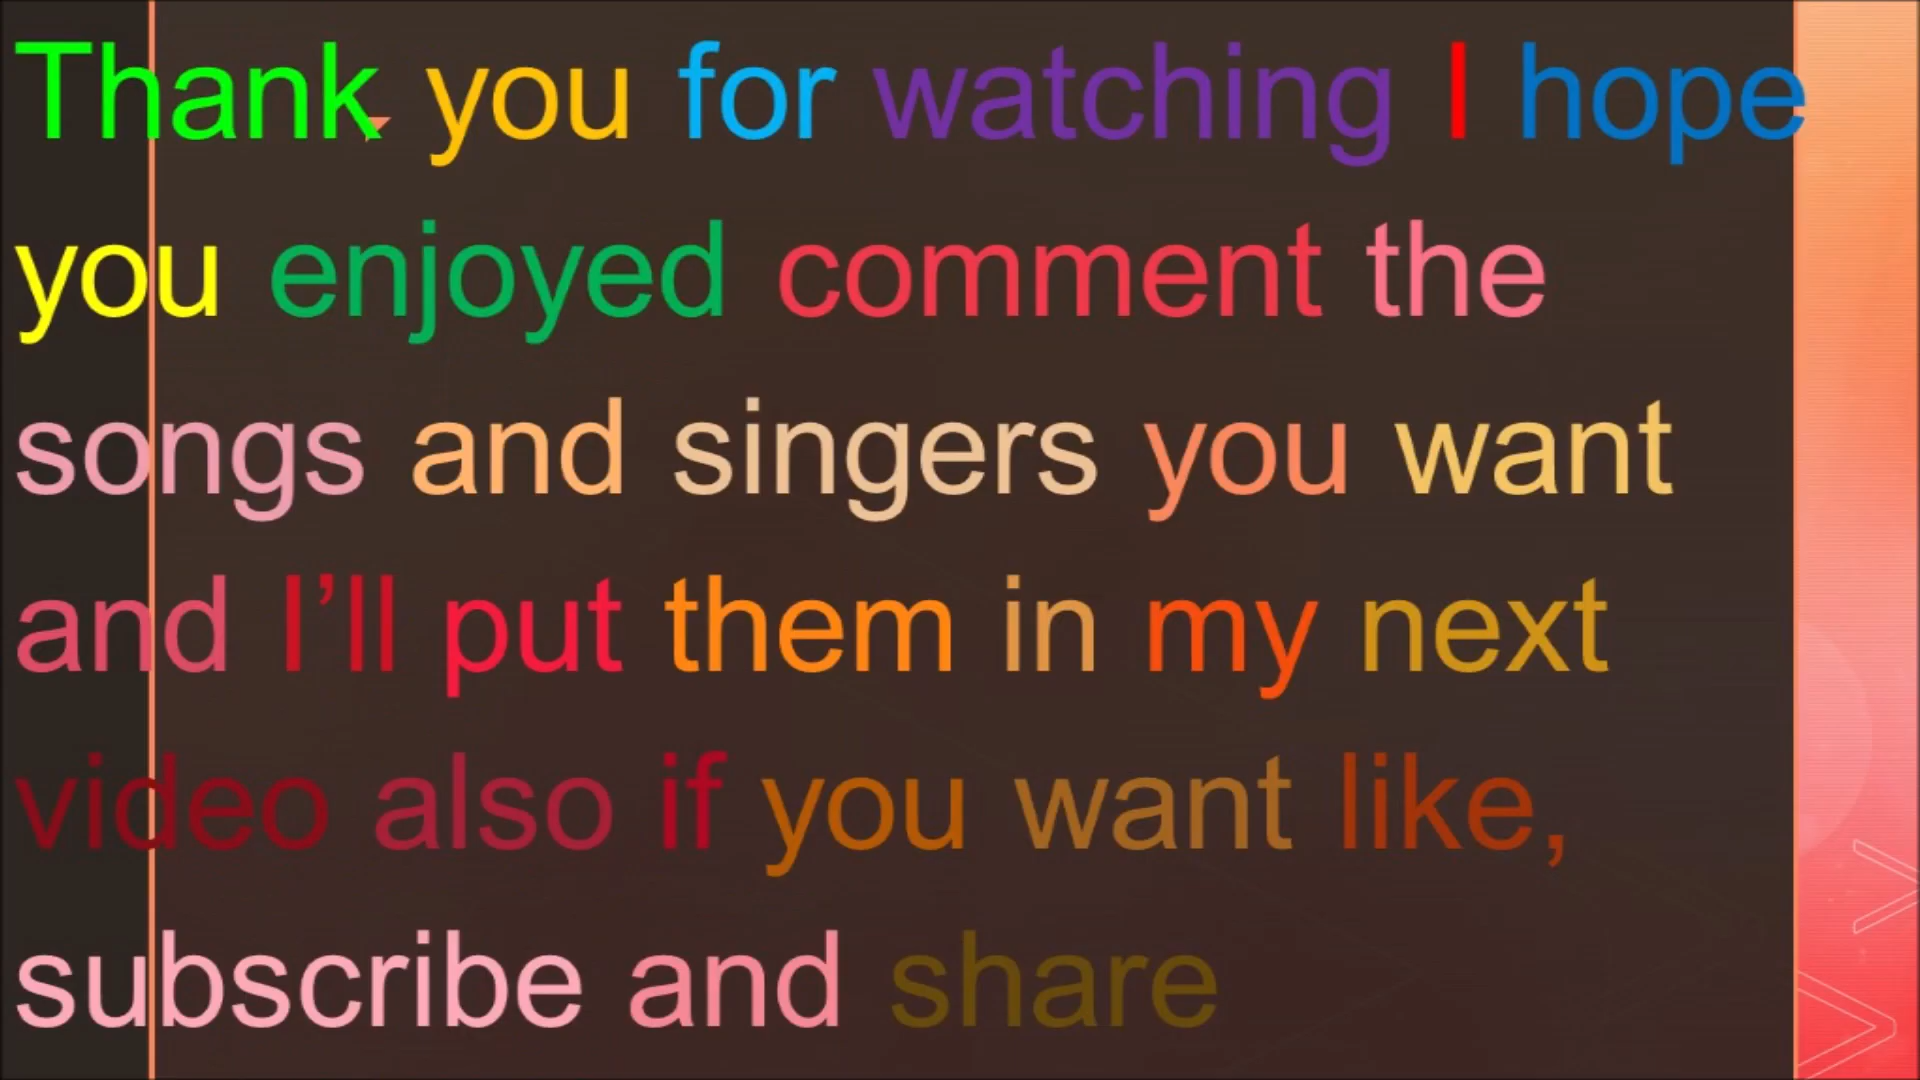 Thank you for watching I hope
you enjoyed comment the
songs and singers you want
and I’ll put them in my next
video also if you want like,
subscribe and share